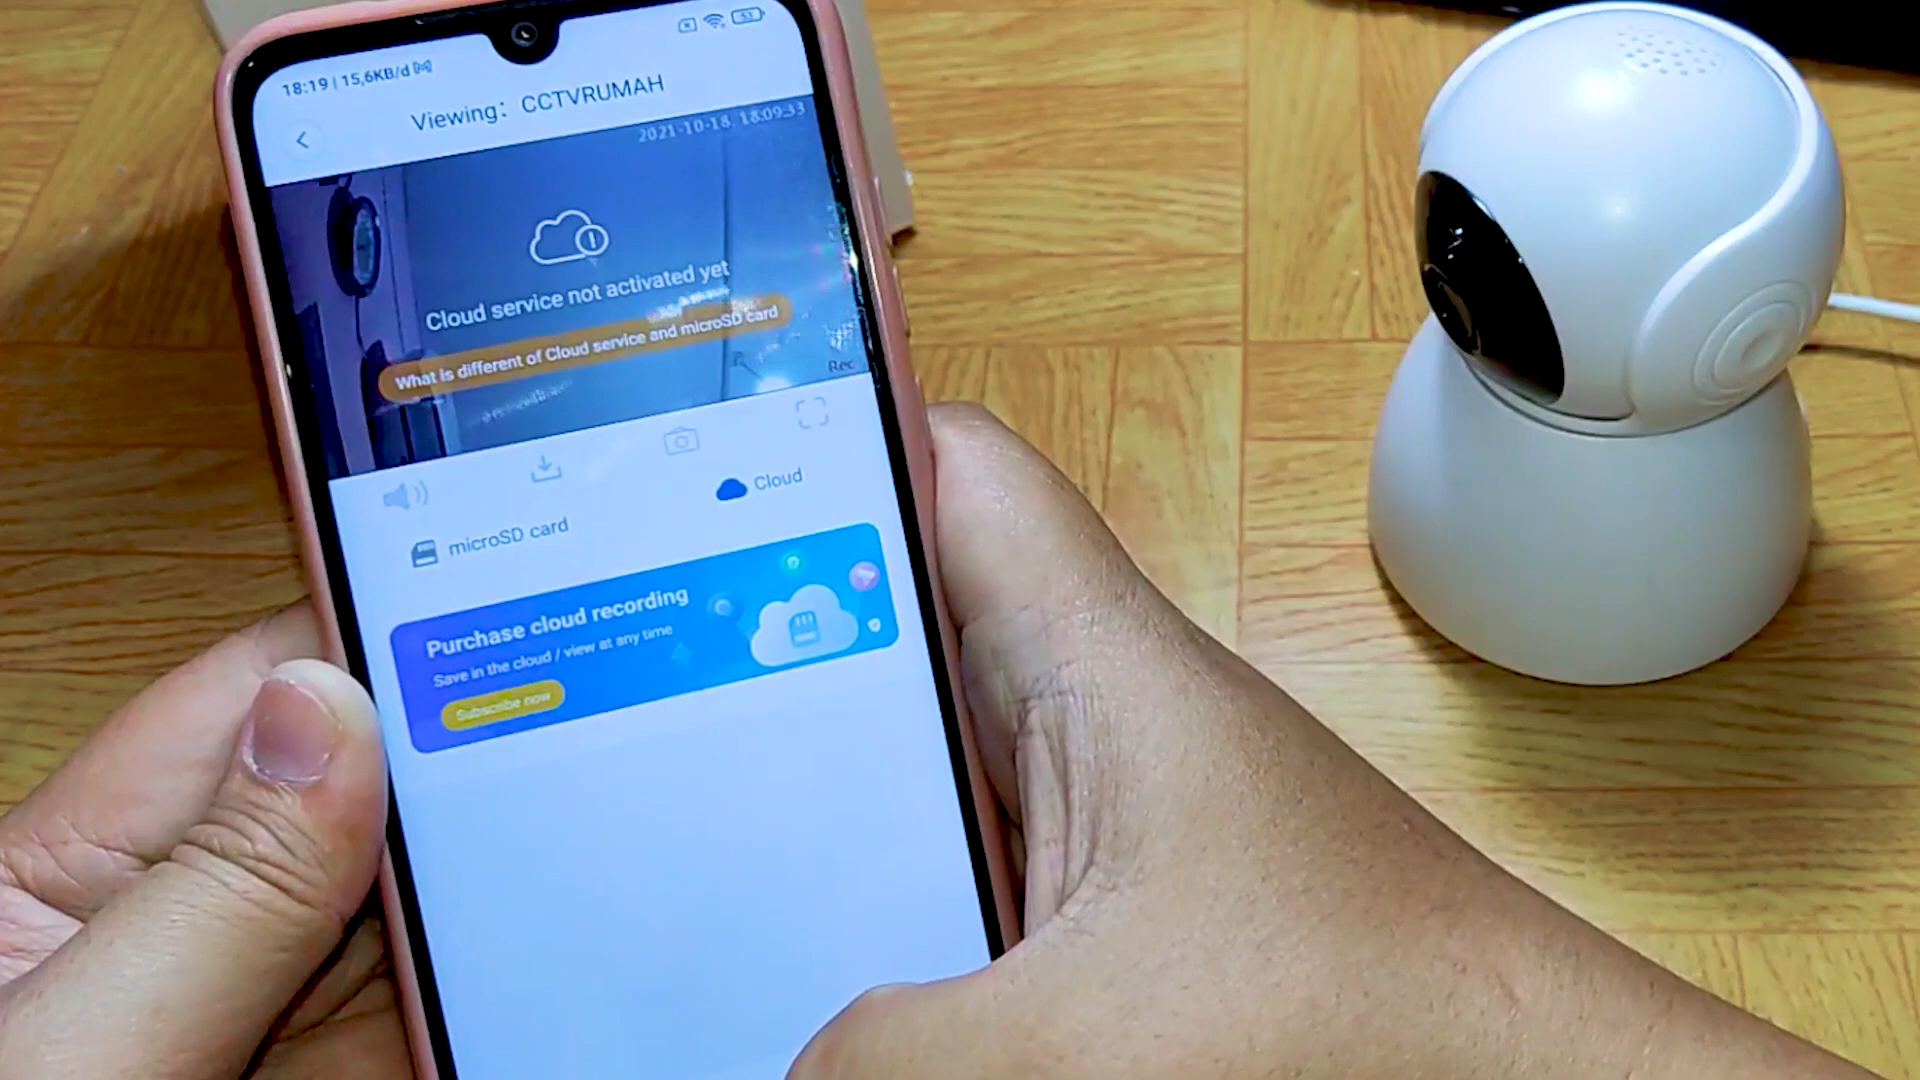 18:19 | 15,6KB/d
53
Viewing: CCTVRUMAH
2021-10-18. 18:09:33
Cloud service not activated yet
What is different of Cloud service and microSD card
Rec
Cloud
microSD card
Purchase cloud recording
Save in the cloud / view at any time
Subscribe now